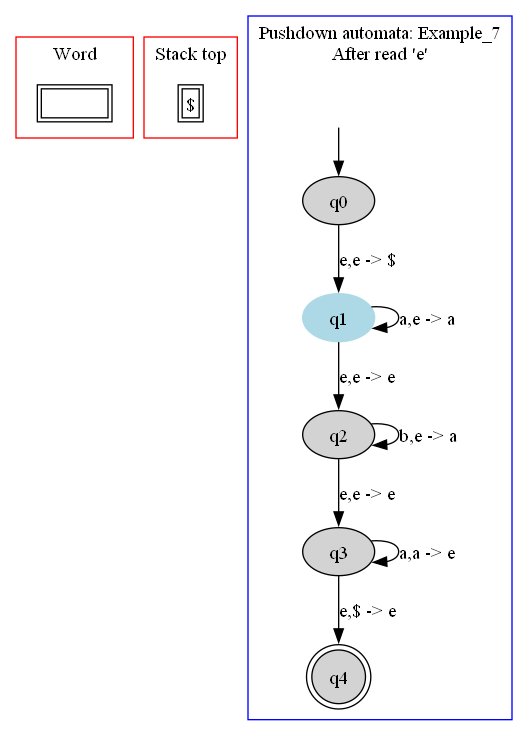 Word
Stack top
$
Pushdown automata: Example_7
After read 'e'
q0
e,e -> $
q1
a,e -> a
e,e -> e
q2
b,e -> a
e,e -> e
q3
a,a -> e
e,$ -> e
q4